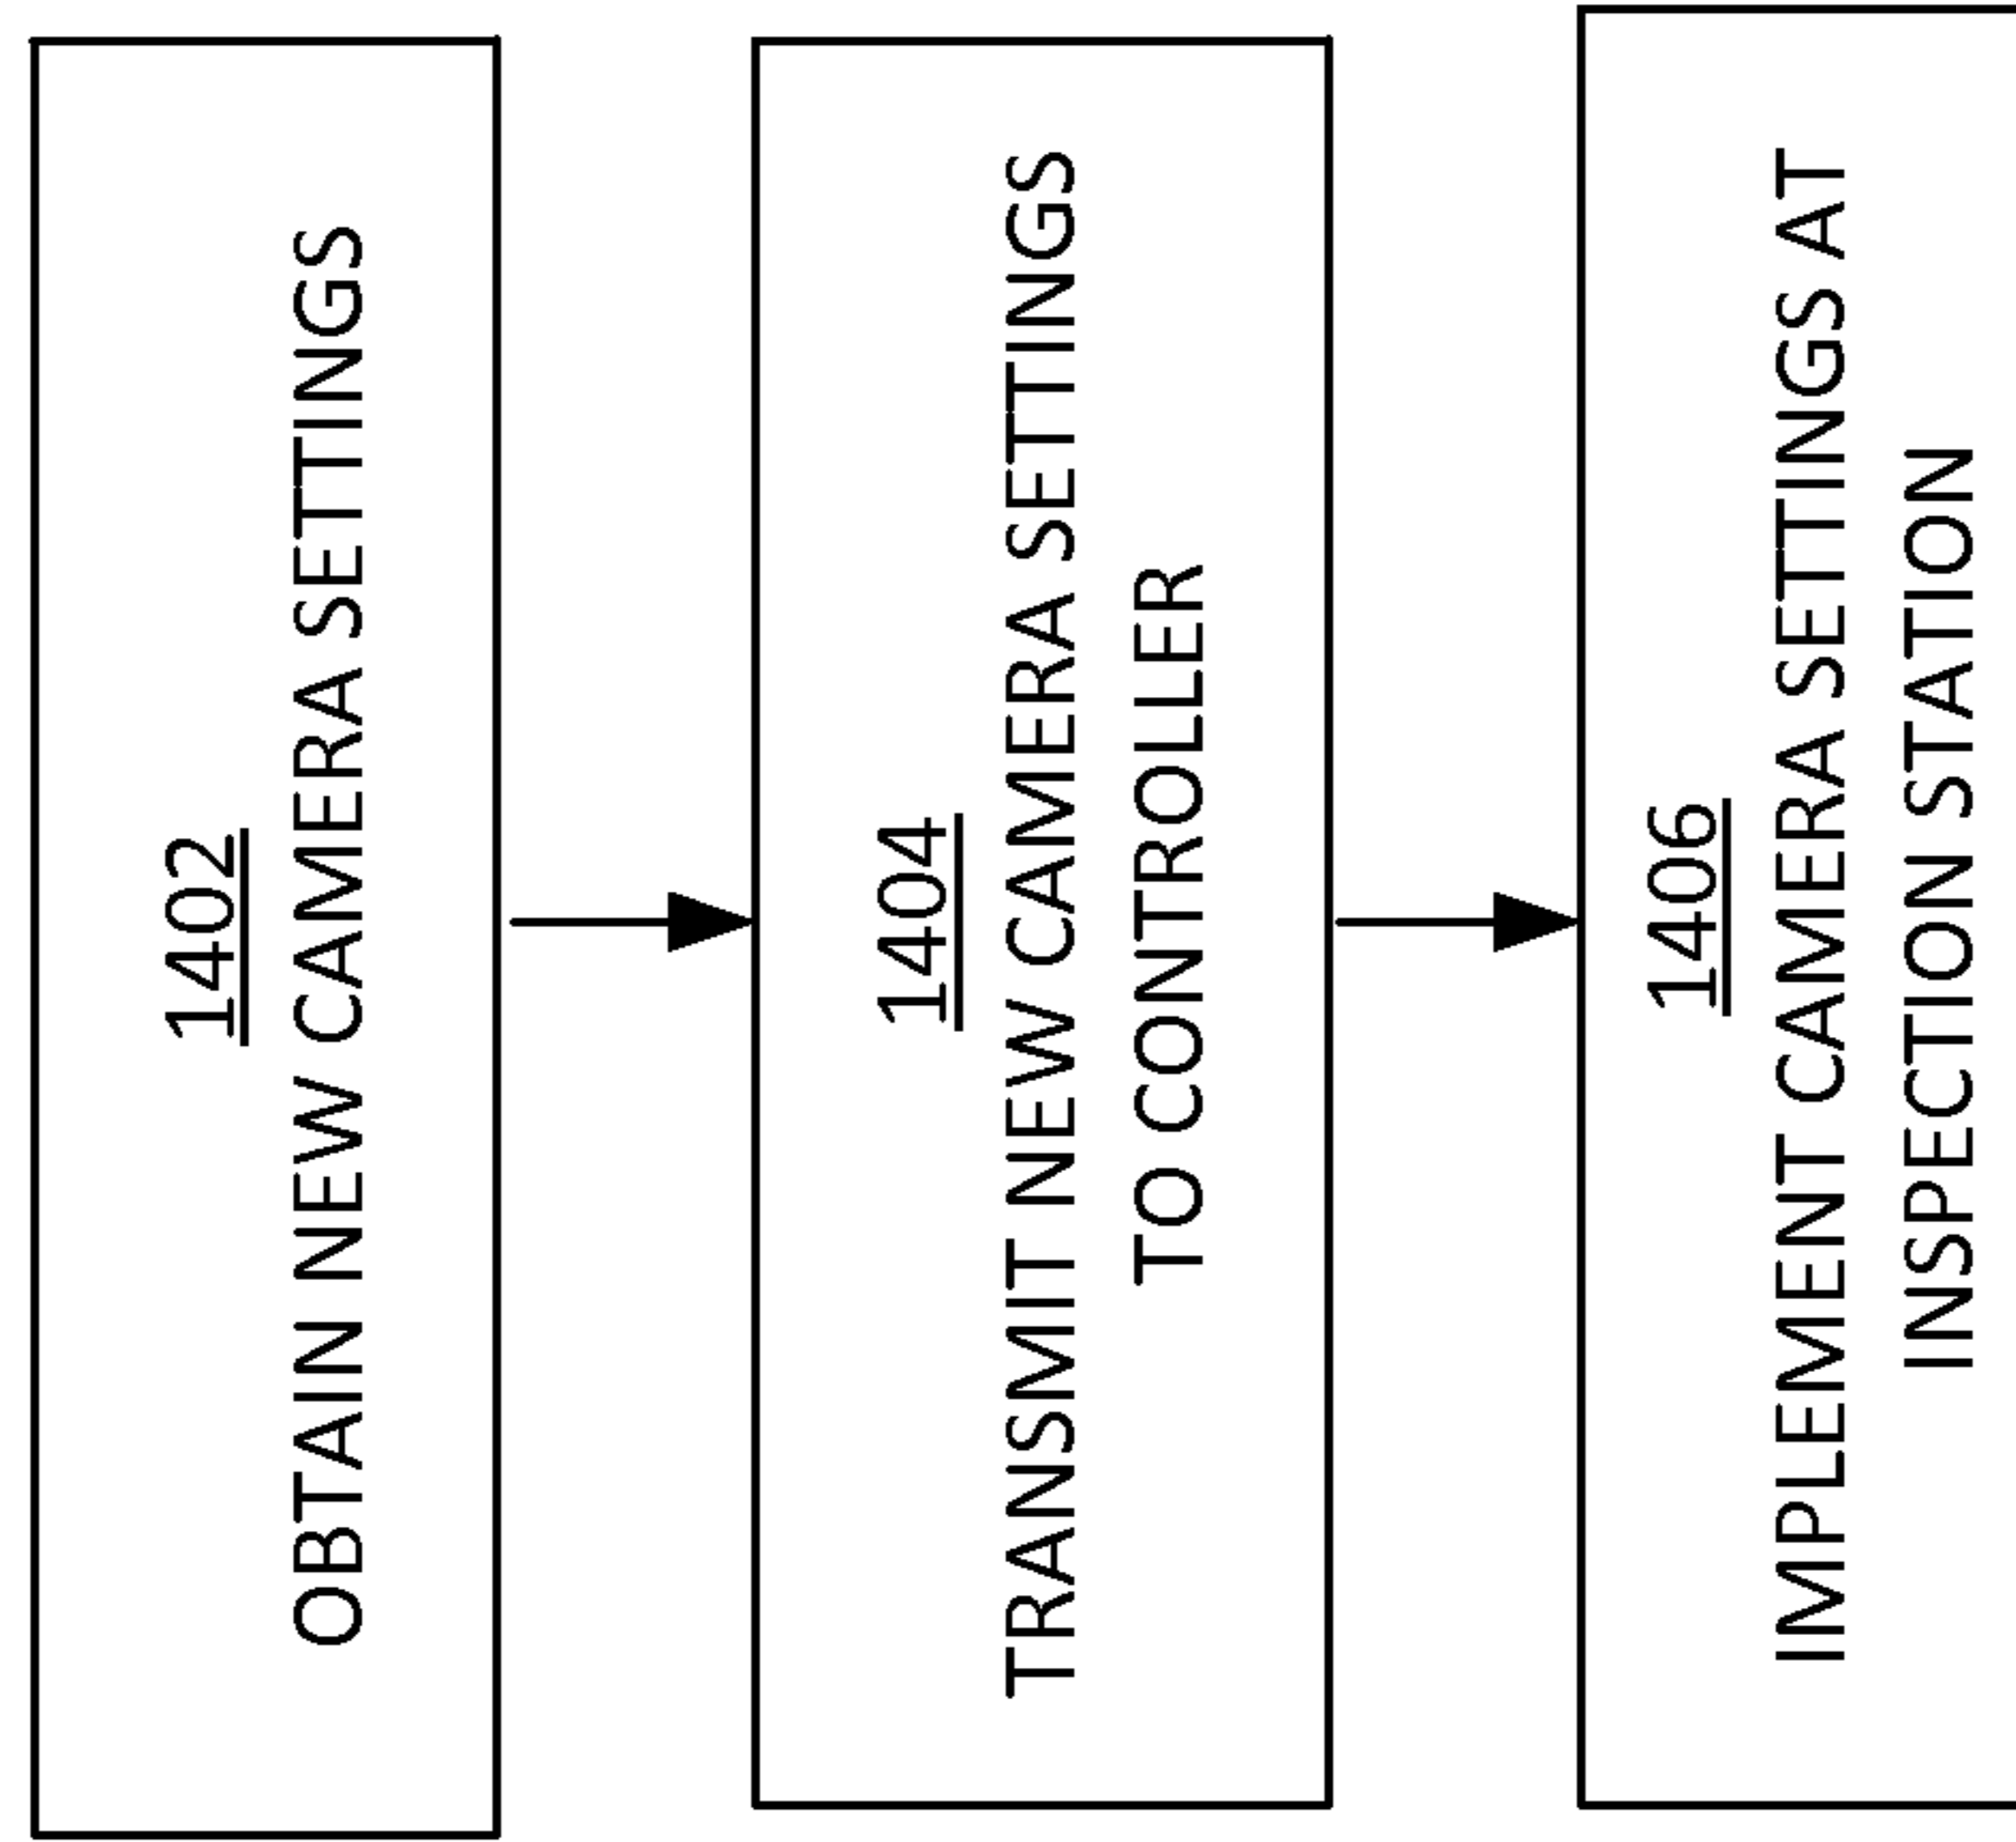 1402
OBTAIN NEW CAMERA SETTINGS
1404
TRANSMIT NEW CAMERA SETTINGS
TO CONTROLLER
1406
IMPLEMENT CAMERA SETTINGS AT
INSPECTION STATION